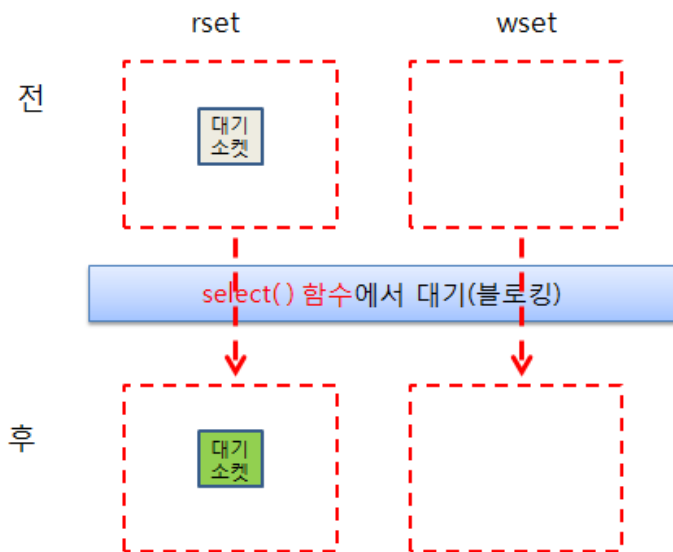 rset wset
전
대기
소켓
select( ) 함수에서 대기(블로킹)
후
대기
소켓